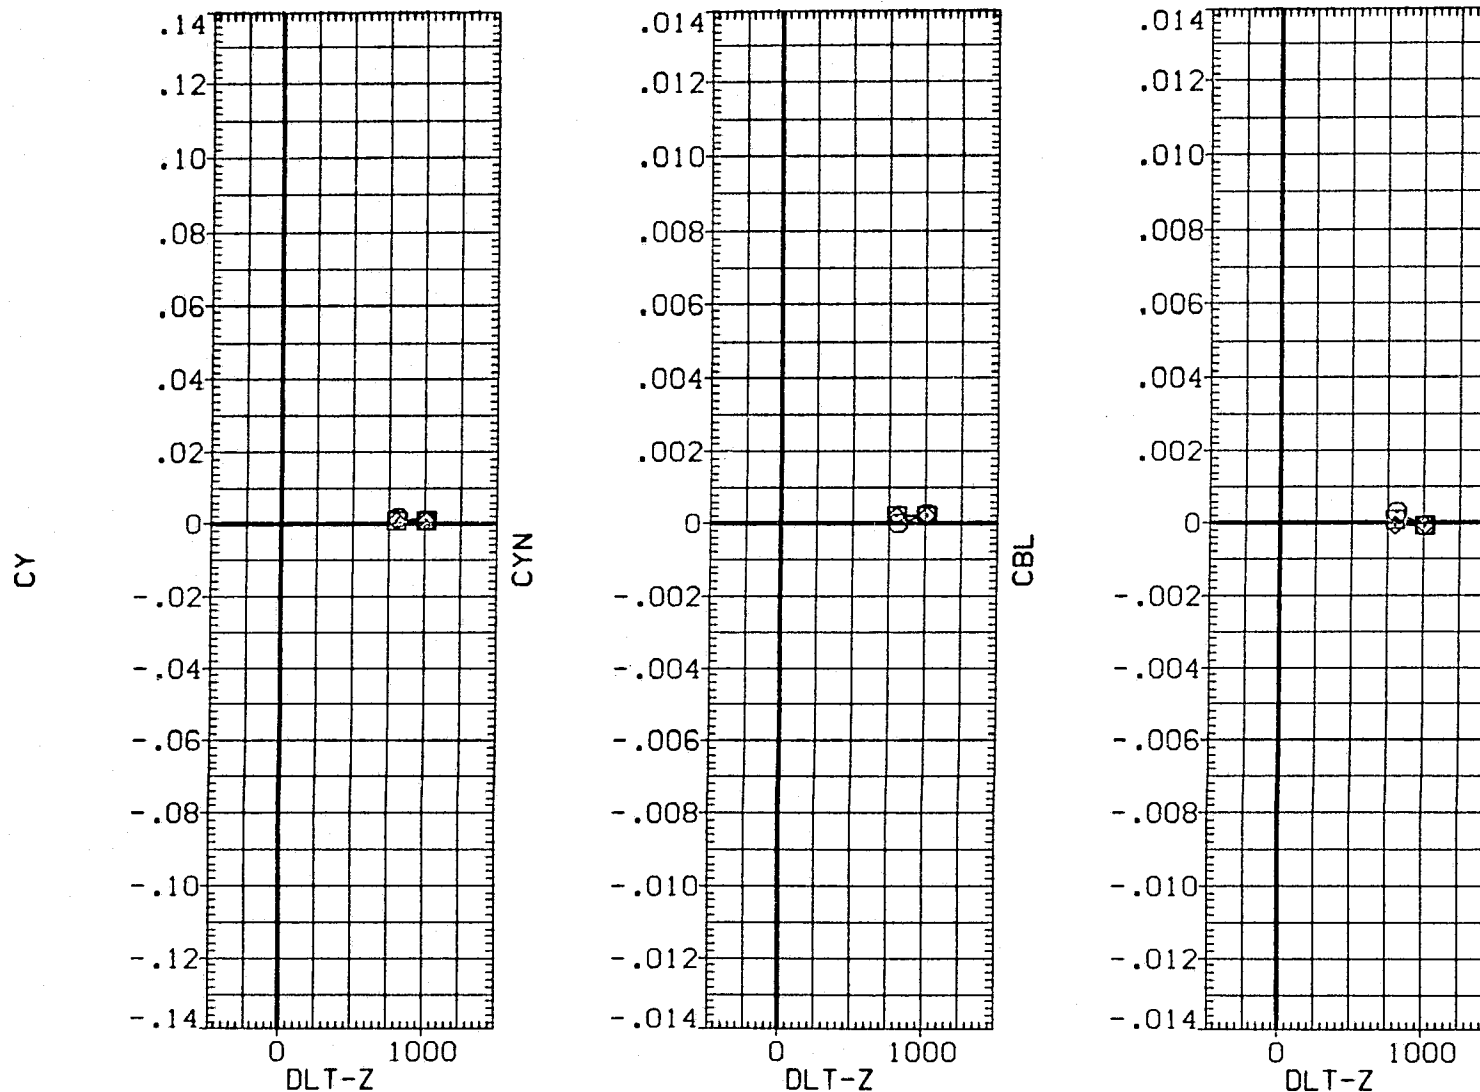 .14 .014 .014
.12 .012 .012
.10 .010 .010
.08 .008 .008
.06 .006 .006
.04 .004 .004
.02 .002 .002
0 0 0
CY CYN CBL
-.02 -.002 -.002
-.04 -.004 -.004
-.06 -.006 -.006
-.08 -.008 -.008
-.10 -.010 -.010
-.12 -.012 -.012
-.14 -.014 -.014
0 1000 0 1000 0 1000
DLT-Z DLT-Z DLT-Z